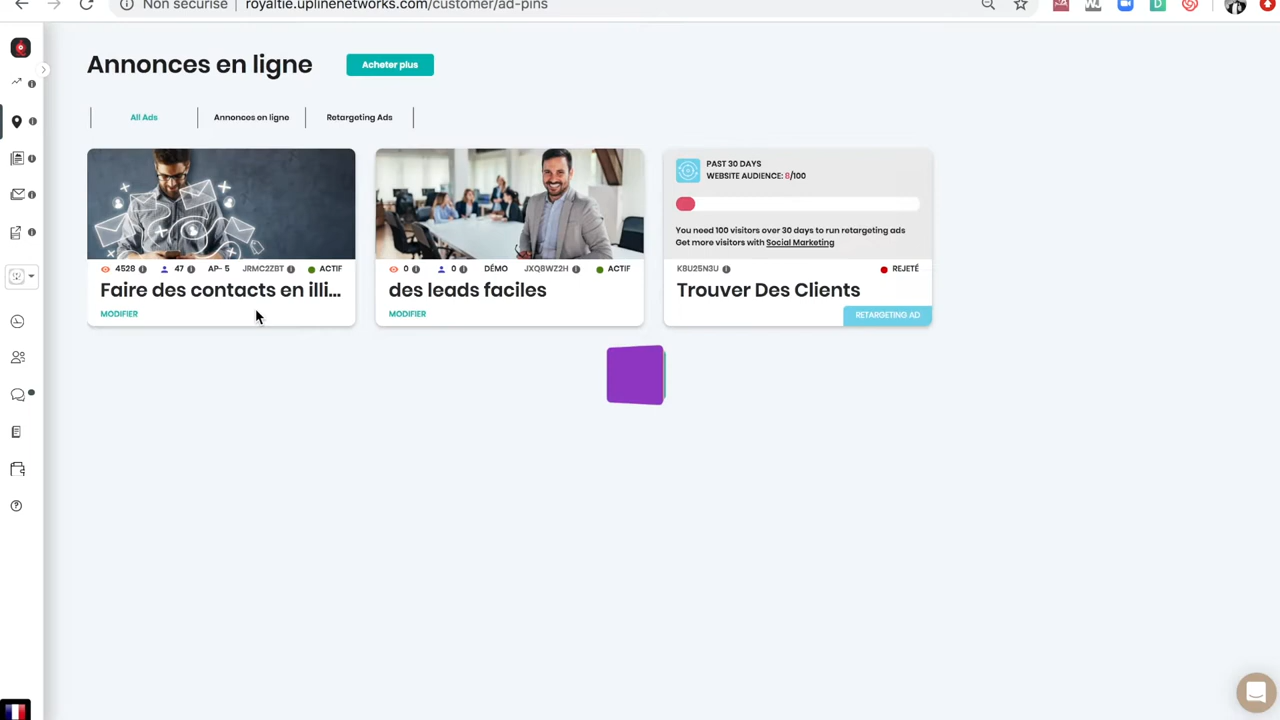 Non sécurisé
royaltie.uplinenetworks.com/customer/ad-pins
Annonces en ligne
Acheter plus
All Ads
Annonces en ligne
Retargeting Ads
4528 47 AP- 5 JRMC2ZBT ACTIF
Faire des contacts en illi...
MODIFIER
0 0 DÉMO JXQ8WZ2H ACTIF
des leads faciles
MODIFIER
PAST 30 DAYS
WEBSITE AUDIENCE: 8/100
You need 100 visitors over 30 days to run retargeting ads
Get more visitors with Social Marketing
K8U25N3U REJETÉ
Trouver Des Clients
RETARGETING AD